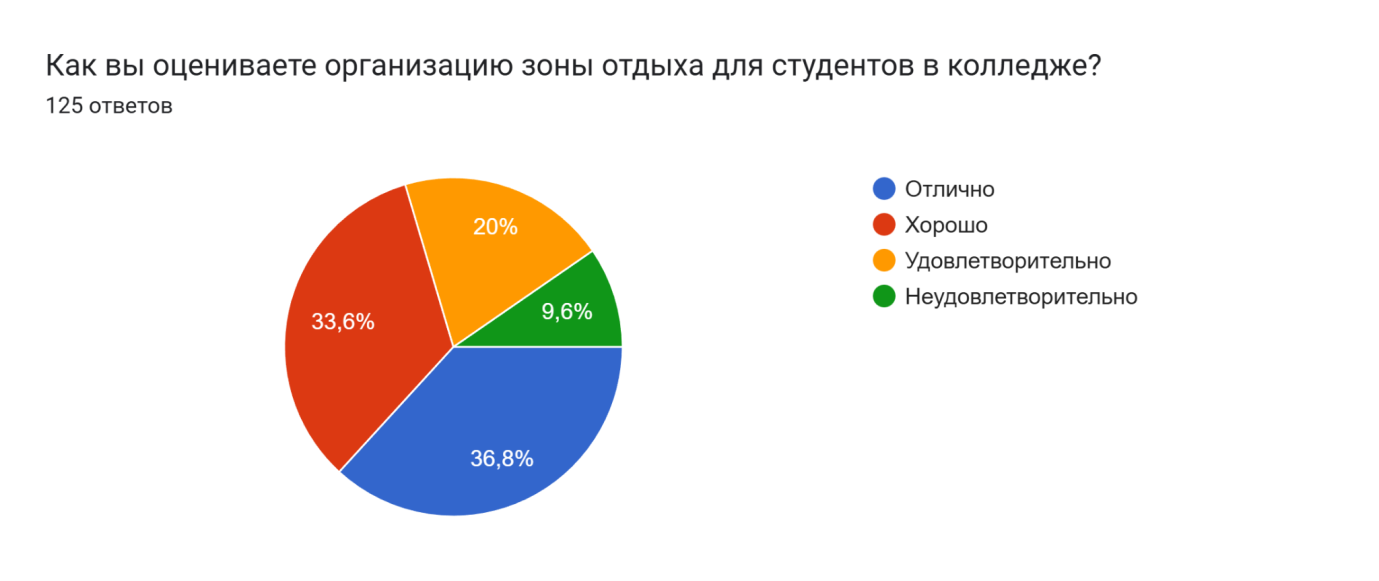 Как вы оцениваете организацию зоны отдыха для студентов в колледже?
125 ответов
Отлично
Хорошо
Удовлетворительно
Неудовлетворительно
20%
9,6%
33,6%
36,8%